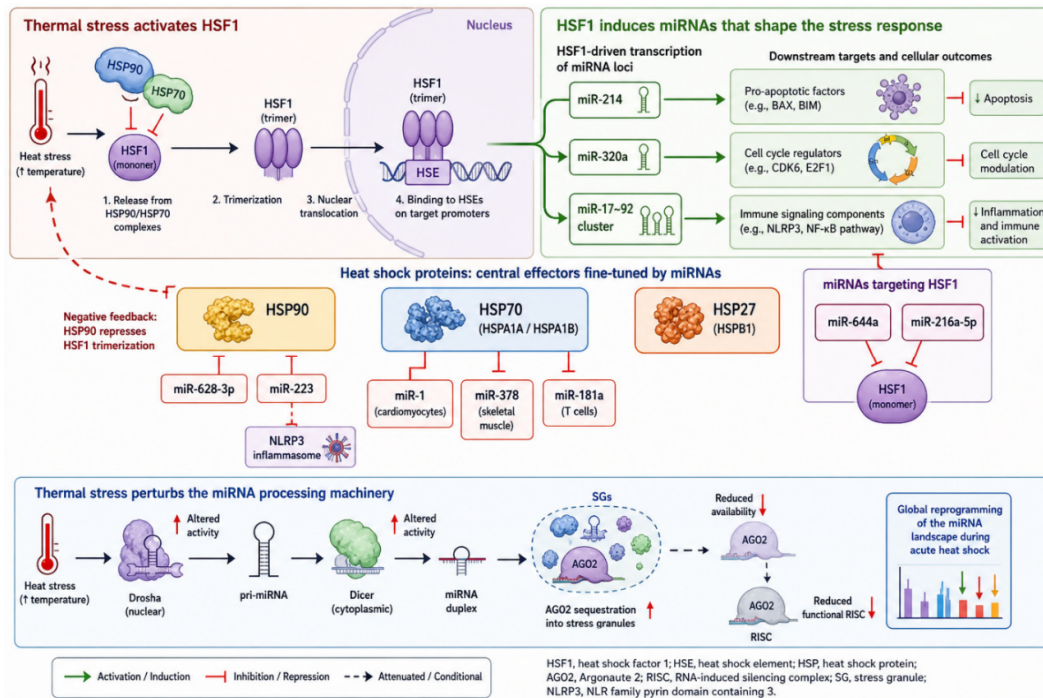 Thermal stress activates HSF1
Nucleus
HSP90
HSP70
HSF1
(mononer)
Heat stress
(↑ temperature)
1. Release from
HSP90/HSP70
complexes
HSF1
(trimer)
2. Trimerization
3. Nuclear
translocation
HSF1
(trimer)
HSE
4. Binding to HSEs
on target promoters
HSF1 induces miRNAs that shape the stress response
HSF1-driven transcription
of miRNA loci
Downstream targets and cellular outcomes
miR-214
Pro-apoptotic factors
(e.g., BAX, BIM)
↓ Apoptosis
miR-320a
Cell cycle regulators
(e.g., CDK6, E2F1)
Cell cycle
modulation
miR-17~92
cluster
Immune signaling components
(e.g., NLRP3, NF-κB pathway)
↓ Inflammation
and immune
activation
Heat shock proteins: central effectors fine-tuned by miRNAs
Negative feedback:
HSP90 represses
HSF1 trimerization
HSP90
miR-628-3p
miR-223
NLRP3
inflammasome
HSP70
(HSPA1A / HSPA1B)
miR-1
(cardiomyocytes)
miR-378
(skeletal
muscle)
miR-181a
(T cells)
HSP27
(HSPB1)
miRNAs targeting HSF1
miR-644a
miR-216a-5p
HSF1
(monomer)
Thermal stress perturbs the miRNA processing machinery
Heat stress
(↑ temperature)
Altered
activity
Drosha
(nuclear)
pri-miRNA
Altered
activity
Dicer
(cytoplasmic)
miRNA
duplex
SGs
AGO2
AGO2 sequestration
into stress granules
Reduced
availability
AGO2
AGO2
RISC
Reduced
functional RISC
Global reprogramming
of the miRNA
landscape during
acute heat shock
Activation / Induction
Inhibition / Repression
Attenuated / Conditional
HSF1, heat shock factor 1; HSE, heat shock element; HSP, heat shock protein;
AGO2, Argonaute 2; RISC, RNA-induced silencing complex; SG, stress granule;
NLRP3, NLR family pyrin domain containing 3.